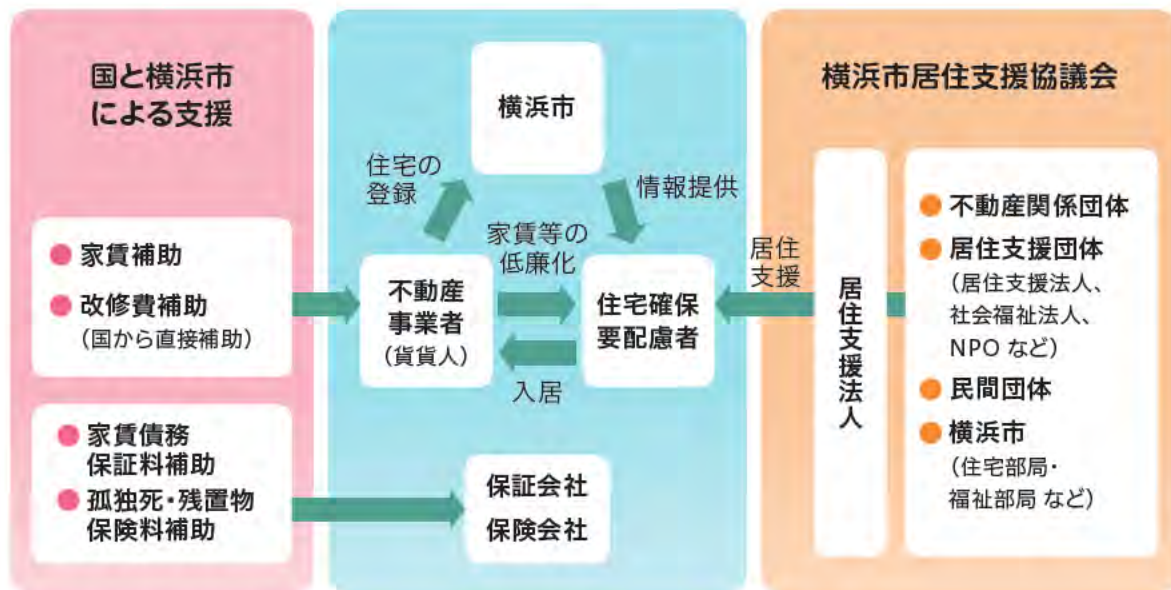 国と横浜市
による支援
● 家賃補助
● 改修費補助
(国から直接補助)
● 家賃債務
保証料補助
● 孤独死・残置物
保険料補助
横浜市
住宅の
登録
情報提供
家賃等の
低廉化
不動産
事業者
(貨貨人)
住宅確保
要配慮者
入居
保証会社
保険会社
横浜市居住支援協議会
居住
支援
居住支援法人
● 不動産関係団体
● 居住支援団体
(居住支援法人、
社会福祉法人、
NPO など)
● 民間団体
● 横浜市
(住宅部局・
福祉部局 など)